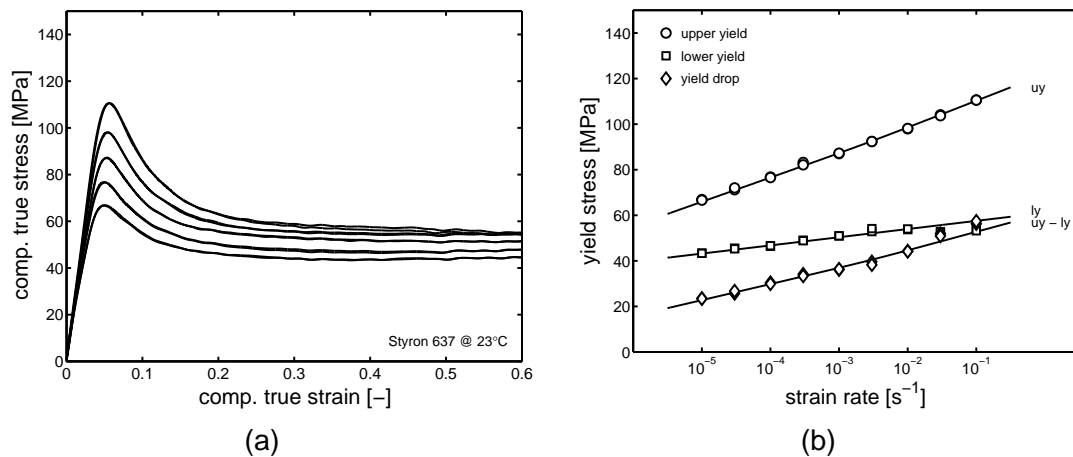 140
120
100
80
60
40
20
0
0
0.1
0.2
0.3
0.4
0.5
0.6
comp. true stress [MPa]
comp. true strain [−]
Styron 637 @ 23°C
(a)
140
120
100
80
60
40
20
0
10⁻⁵
10⁻⁴
10⁻³
10⁻²
10⁻¹
yield stress [MPa]
strain rate [s⁻¹]
upper yield
lower yield
yield drop
uy
ly
uy − ly
(b)